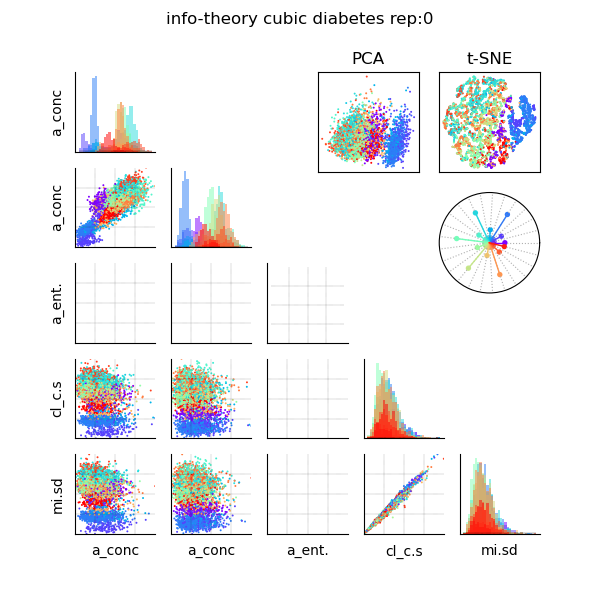 info-theory cubic diabetes rep:0
PCA
t-SNE
a_conc
a_conc
a_ent.
cl_c.s
mi.sd
a_conc
a_conc
a_ent.
cl_c.s
mi.sd